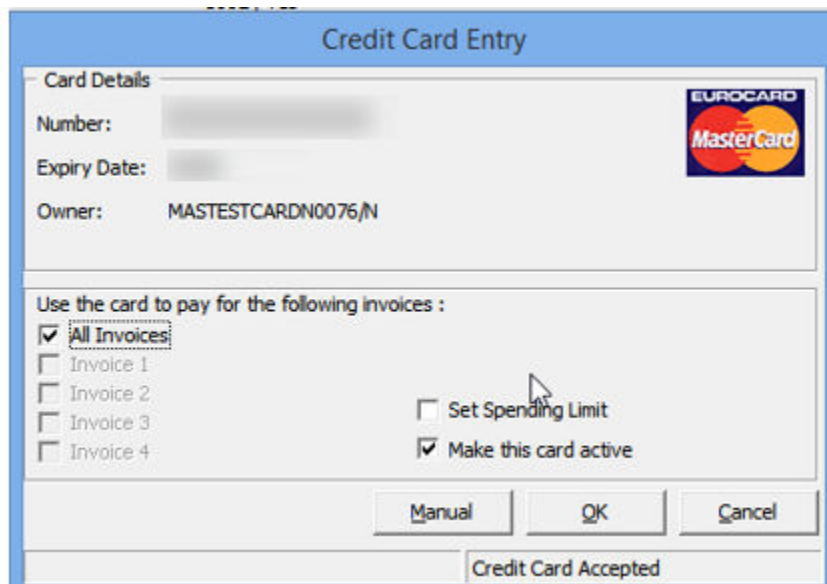 Credit Card Entry
Card Details
Number:
EUROCARD
MasterCard
Expiry Date:
Owner: MASTESTCARDN0076/N
Use the card to pay for the following invoices :
All Invoices
Invoice 1
Invoice 2
Invoice 3
Set Spending Limit
Invoice 4
Make this card active
Manual OK Cancel
Credit Card Accepted